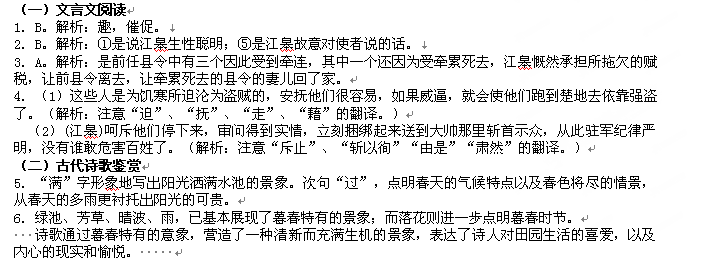 （一）文言文阅读
1. B。解析：趣，催促。
2. B。解析：①是说江皋生性聪明；⑤是江皋故意对使者说的话。
3. A。解析：是前任县令中有三个因此受到牵连，其中一个还因为受牵累死去，江皋慨然承担所拖欠的赋
税，让前县令离去，让牵累死去的县令的妻儿回了家。
4. （1）这些人是为饥寒所迫沦为盗贼的，安抚他们很容易，如果威逼，就会使他们跑到楚地去依靠强盗
了。（解析：注意“迫”、“抚”、“走”、“藉”的翻译。）
（2）(江皋)呵斥他们停下来，审问得到实情，立刻捆绑起来送到大帅那里斩首示众，从此驻军纪律严
明，没有谁敢危害百姓了。（解析：注意“斥止”、“斩以徇”“由是”“肃然”的翻译。）
（二）古代诗歌鉴赏
5. “满”字形象地写出阳光洒满水池的景象。次句“过”，点明春天的气候特点以及春色将尽的情景，
从春天的多雨更衬托出阳光的可贵。
6. 绿池、芳草、晴波、雨，已基本展现了暮春特有的景象；而落花则进一步点明暮春时节。
诗歌通过暮春特有的意象，营造了一种清新而充满生机的景象，表达了诗人对田园生活的喜爱，以及
内心的现实和愉悦。